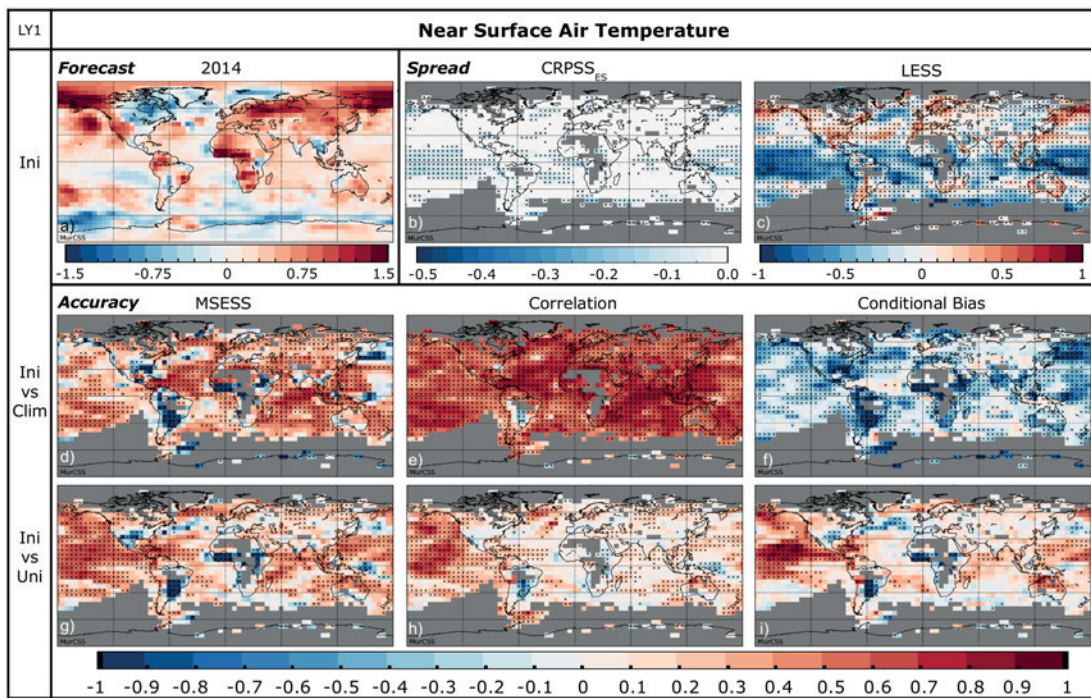 LY1
Near Surface Air Temperature
Forecast 2014
Spread CRPSS_ES
LESS
Ini
a)
MurCSS
b)
MurCSS
c)
MurCSS
-1.5 -0.75 0 0.75 1.5
-0.5 -0.4 -0.3 -0.2 -0.1 0.0
-1 -0.5 0 0.5 1
Accuracy MSESS
Correlation
Conditional Bias
Ini
vs
Clim
d)
MurCSS
e)
MurCSS
f)
MurCSS
Ini
vs
Uni
g)
MurCSS
h)
MurCSS
i)
MurCSS
-1 -0.9 -0.8 -0.7 -0.6 -0.5 -0.4 -0.3 -0.2 -0.1 0 0.1 0.2 0.3 0.4 0.5 0.6 0.7 0.8 0.9 1